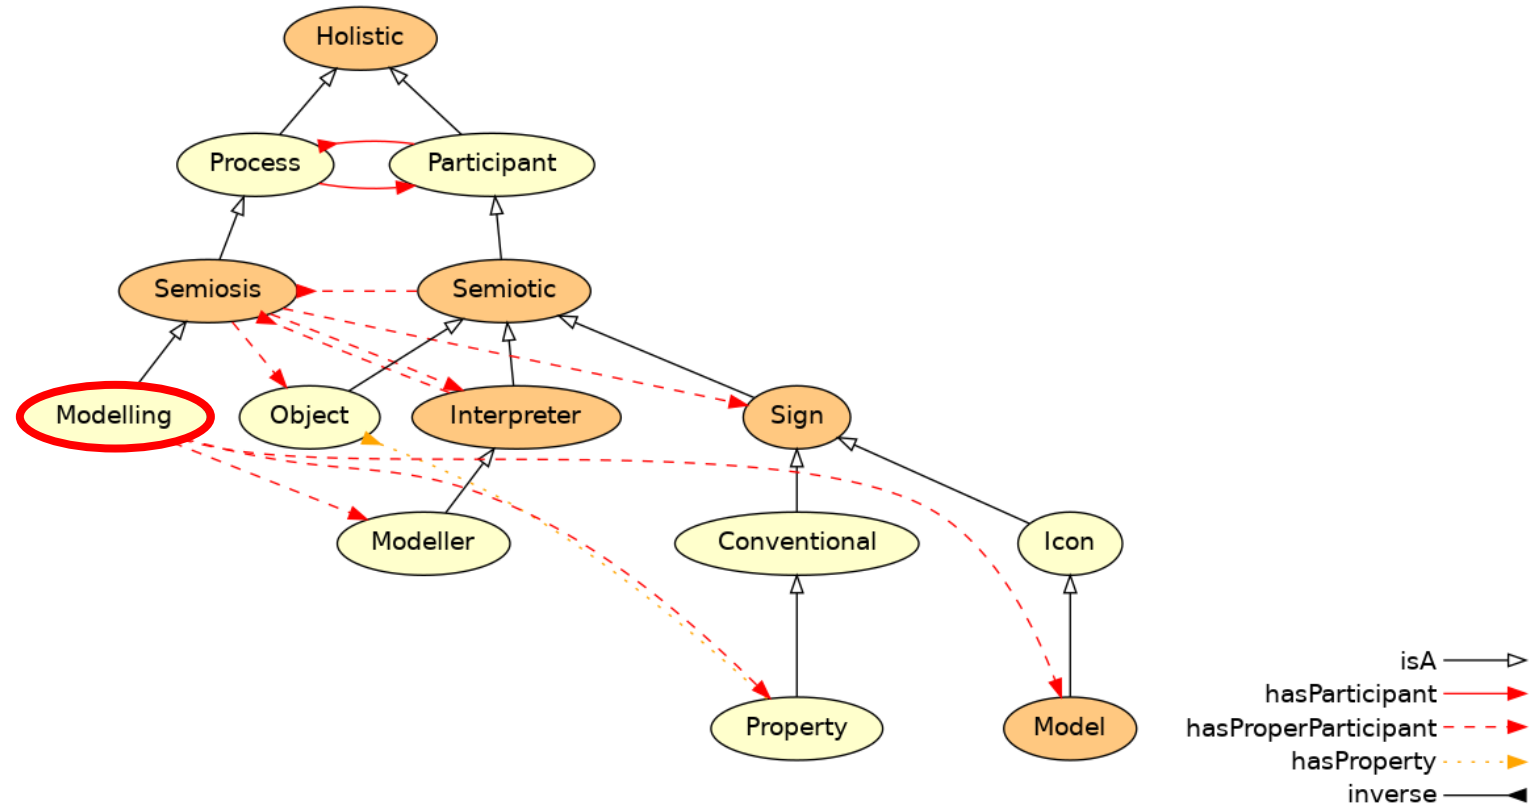 Holistic
Process
Participant
Semiosis
Semiotic
Modelling
Object
Interpreter
Sign
Modeller
Conventional
Icon
Property
Model
isA
hasParticipant
hasProperParticipant
hasProperty
inverse